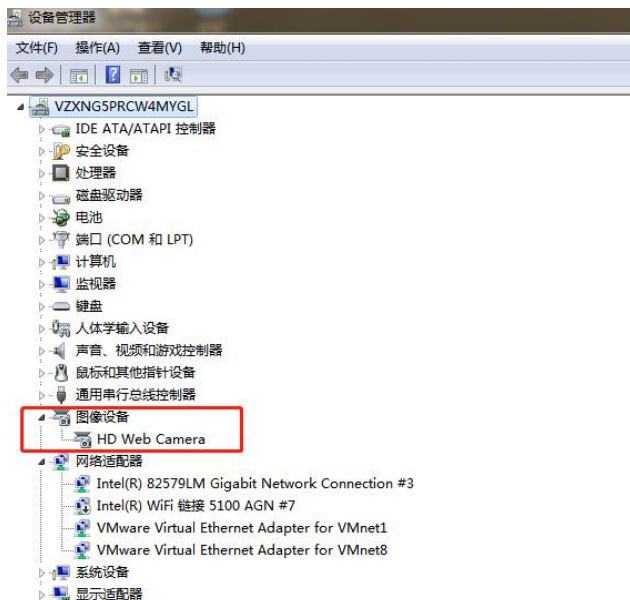 设备管理器
文件(F) 操作(A) 查看(V) 帮助(H)
VZXNG5PRCW4MYGL
IDE ATA/ATAPI 控制器
安全设备
处理器
磁盘驱动器
电池
端口 (COM 和 LPT)
计算机
监视器
键盘
人体学输入设备
声音、视频和游戏控制器
鼠标和其他指针设备
通用串行总线控制器
图像设备
HD Web Camera
网络适配器
Intel(R) 82579LM Gigabit Network Connection #3
Intel(R) WiFi 链接 5100 AGN #7
VMware Virtual Ethernet Adapter for VMnet1
VMware Virtual Ethernet Adapter for VMnet8
系统设备
显示适配器